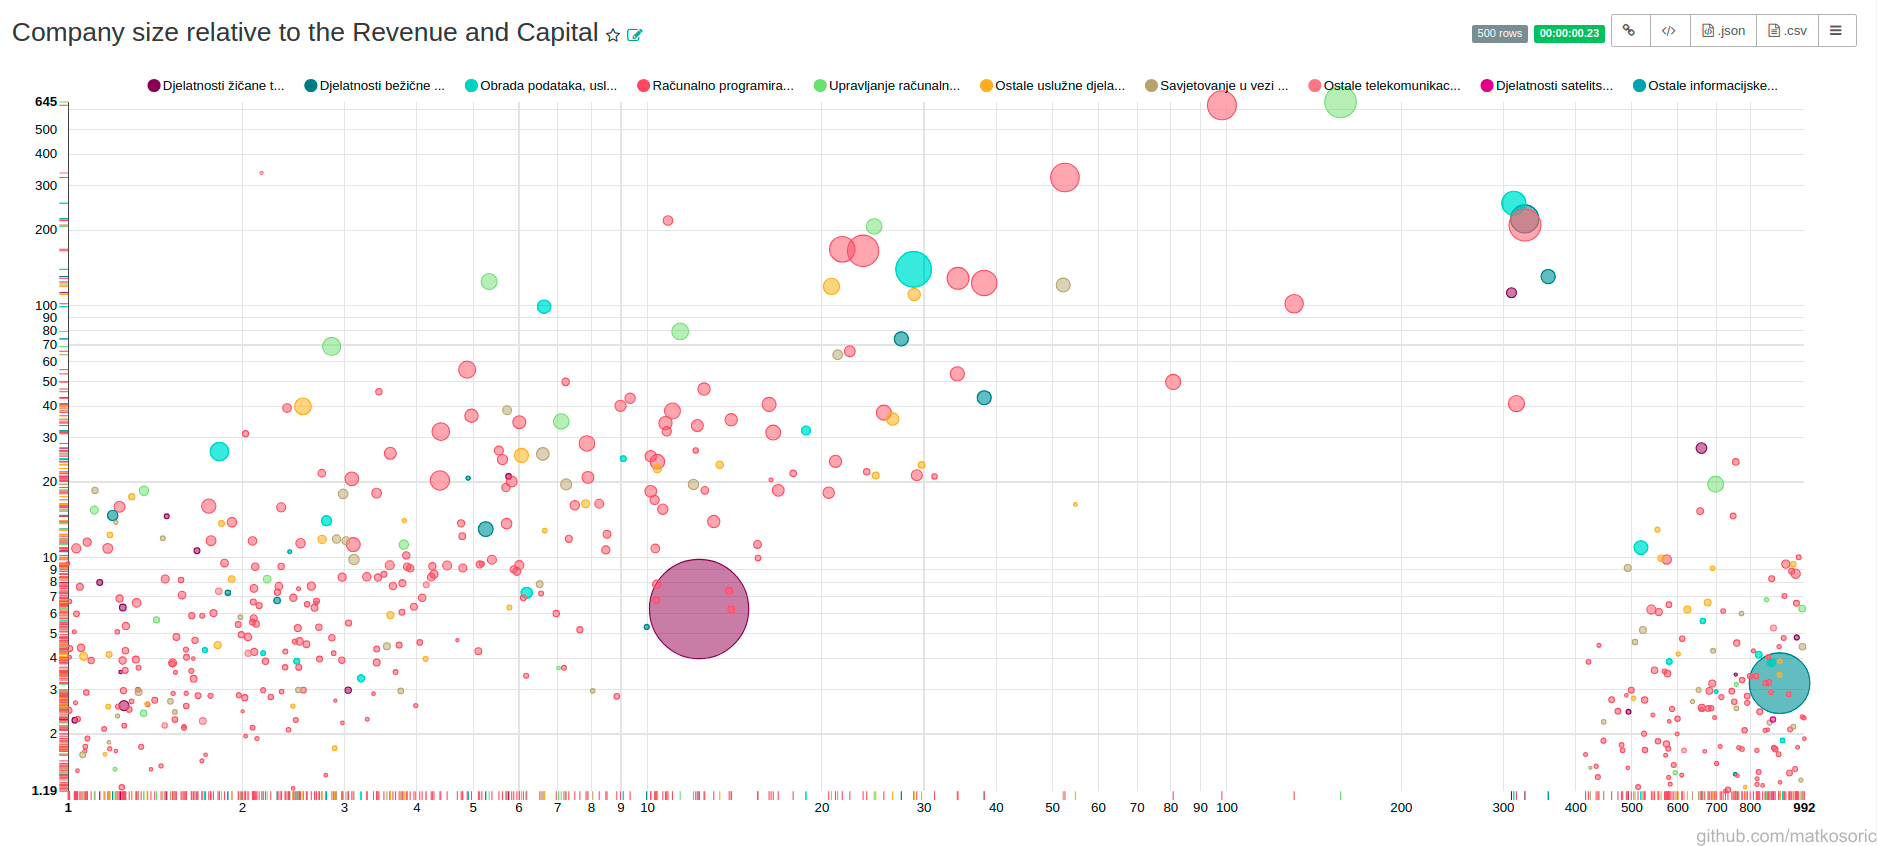 Company size relative to the Revenue and Capital
500 rows
00:00:00.23
.json
.csv
Djelatnosti žičane t...
Djelatnosti bežične ...
Obrada podataka, usl...
Računalno programira...
Upravljanje računaln...
Ostale uslužne djela...
Savjetovanje u vezi ...
Ostale telekomunikac...
Djelatnosti satelits...
Ostale informacijske...
645
500
400
300
200
100
90
80
70
60
50
40
30
20
10
9
8
7
6
5
4
3
2
1.19
1 2 3 4 5 6 7 8 9 10 20 30 40 50 60 70 80 90 100 200 300 400 500 600 700 800 992
github.com/matkosoric